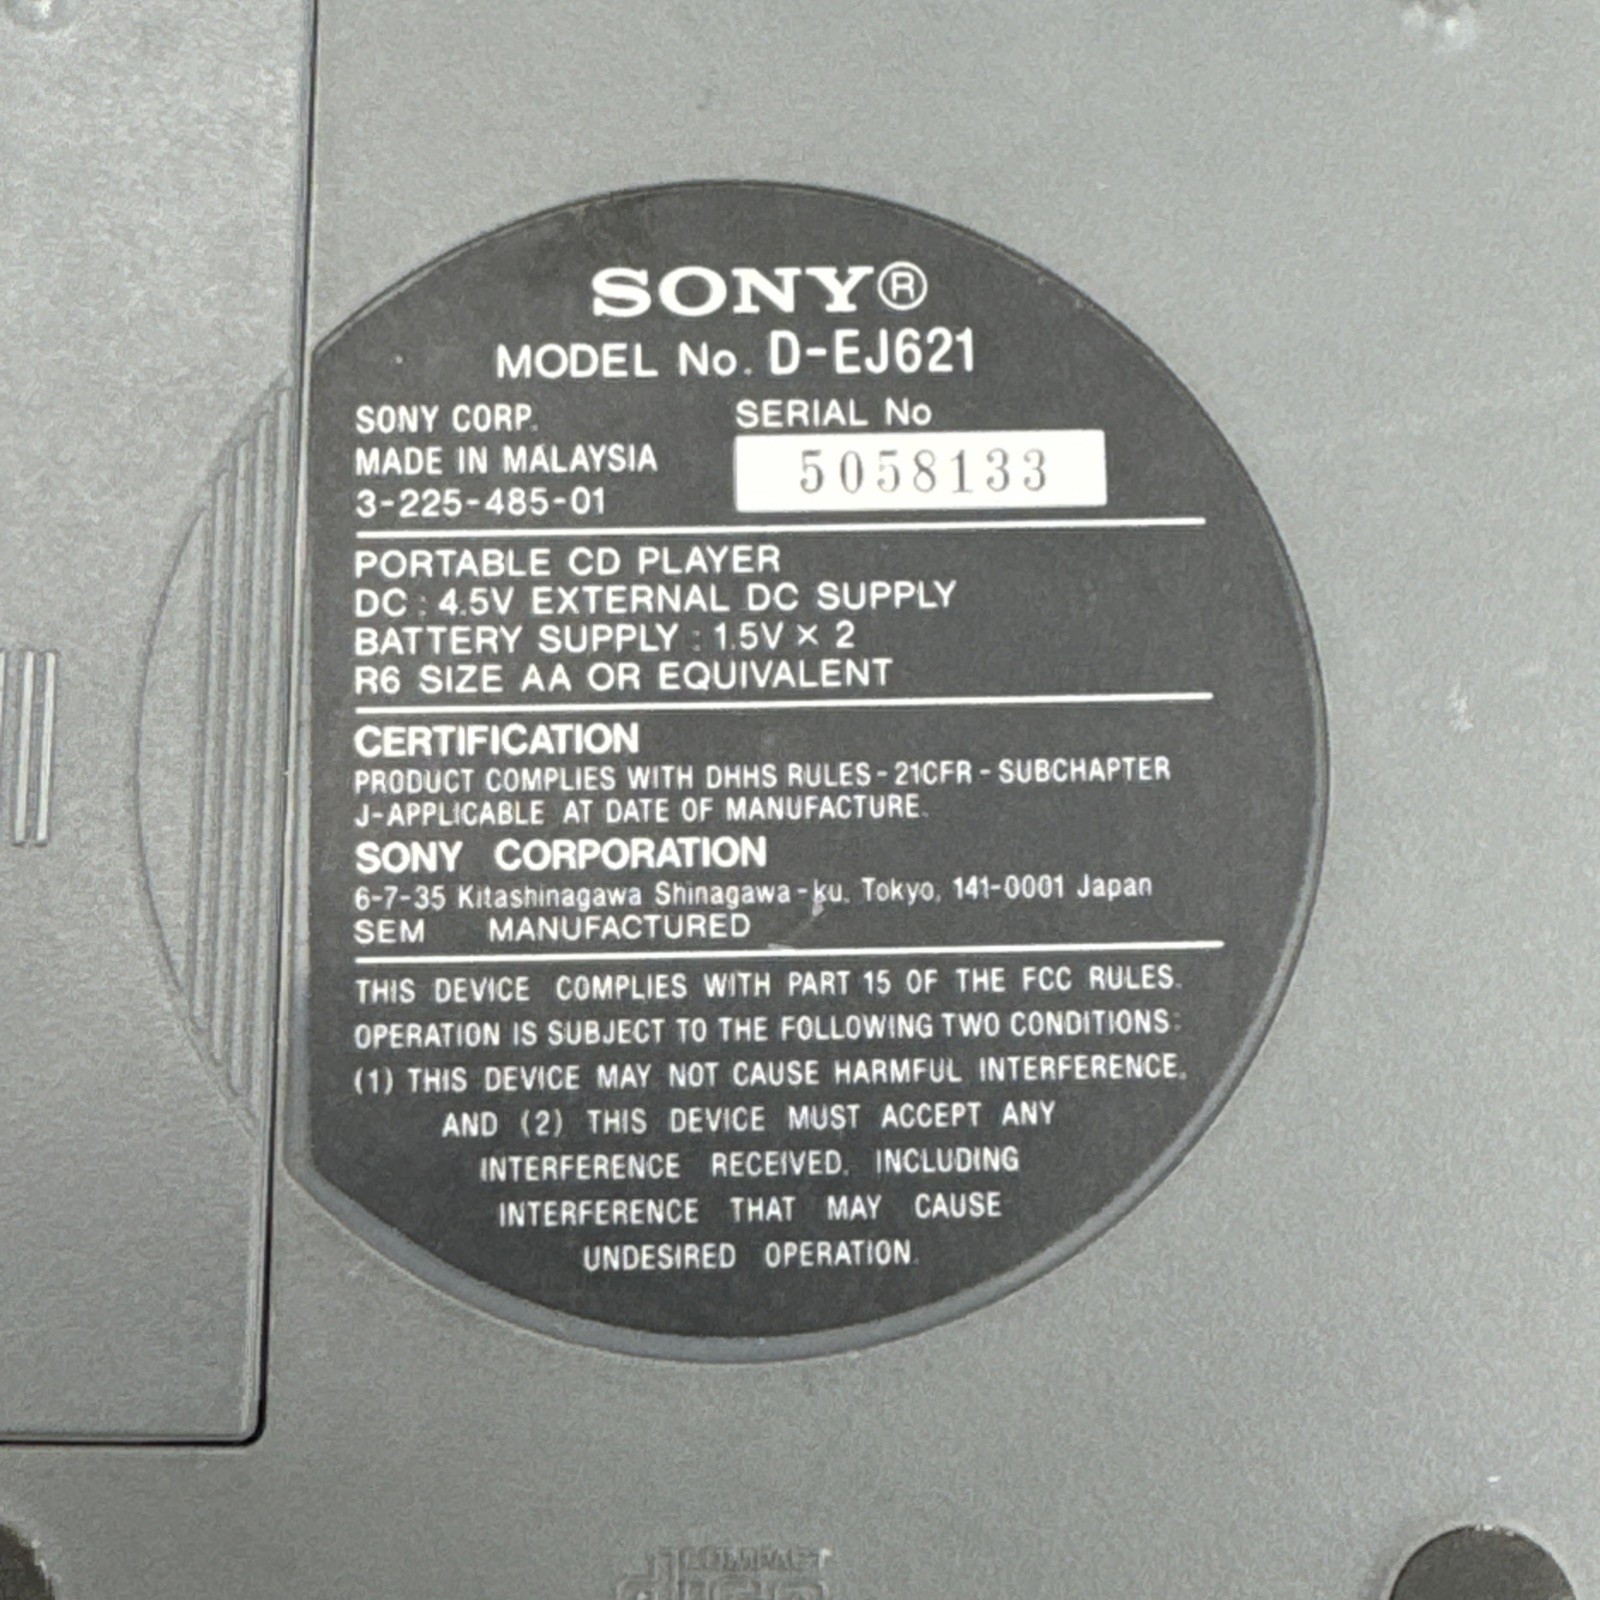 SONY®
MODEL No. D-EJ621
SONY CORP.
MADE IN MALAYSIA
3-225-485-01
SERIAL No
5058133
PORTABLE CD PLAYER
DC : 4.5V EXTERNAL DC SUPPLY
BATTERY SUPPLY : 1.5V × 2
R6 SIZE AA OR EQUIVALENT
CERTIFICATION
PRODUCT COMPLIES WITH DHHS RULES - 21CFR - SUBCHAPTER
J-APPLICABLE AT DATE OF MANUFACTURE.
SONY CORPORATION
6-7-35 Kitashinagawa Shinagawa-ku, Tokyo, 141-0001 Japan
SEM MANUFACTURED
THIS DEVICE COMPLIES WITH PART 15 OF THE FCC RULES.
OPERATION IS SUBJECT TO THE FOLLOWING TWO CONDITIONS:
(1) THIS DEVICE MAY NOT CAUSE HARMFUL INTERFERENCE,
AND (2) THIS DEVICE MUST ACCEPT ANY
INTERFERENCE RECEIVED, INCLUDING
INTERFERENCE THAT MAY CAUSE
UNDESIRED OPERATION.
COMPACT
disc